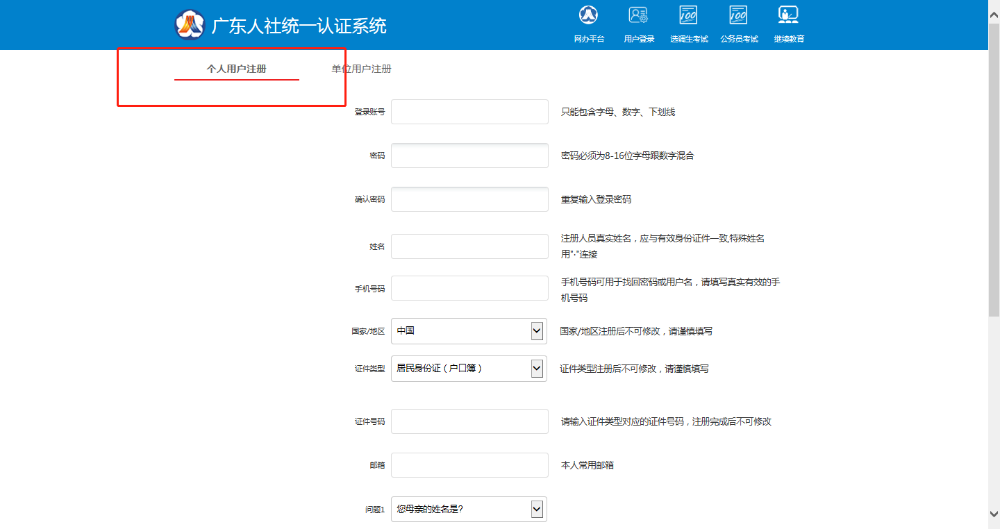 广东人社统一认证系统
网办平台 用户登录 选调生考试 公务员考试 继续教育
个人用户注册 单位用户注册
登录账号 只能包含字母、数字、下划线
密码 密码必须为8-16位字母跟数字混合
确认密码 重复输入登录密码
姓名 注册人员真实姓名，应与有效身份证件一致,特殊姓名
用"·"连接
手机号码 手机号码可用于找回密码或用户名，请填写真实有效的手
机号码
国家/地区 中国 国家/地区注册后不可修改，请谨慎填写
证件类型 居民身份证（户口簿） 证件类型注册后不可修改，请谨慎填写
证件号码 请输入证件类型对应的证件号码，注册完成后不可修改
邮箱 本人常用邮箱
问题1 您母亲的姓名是?